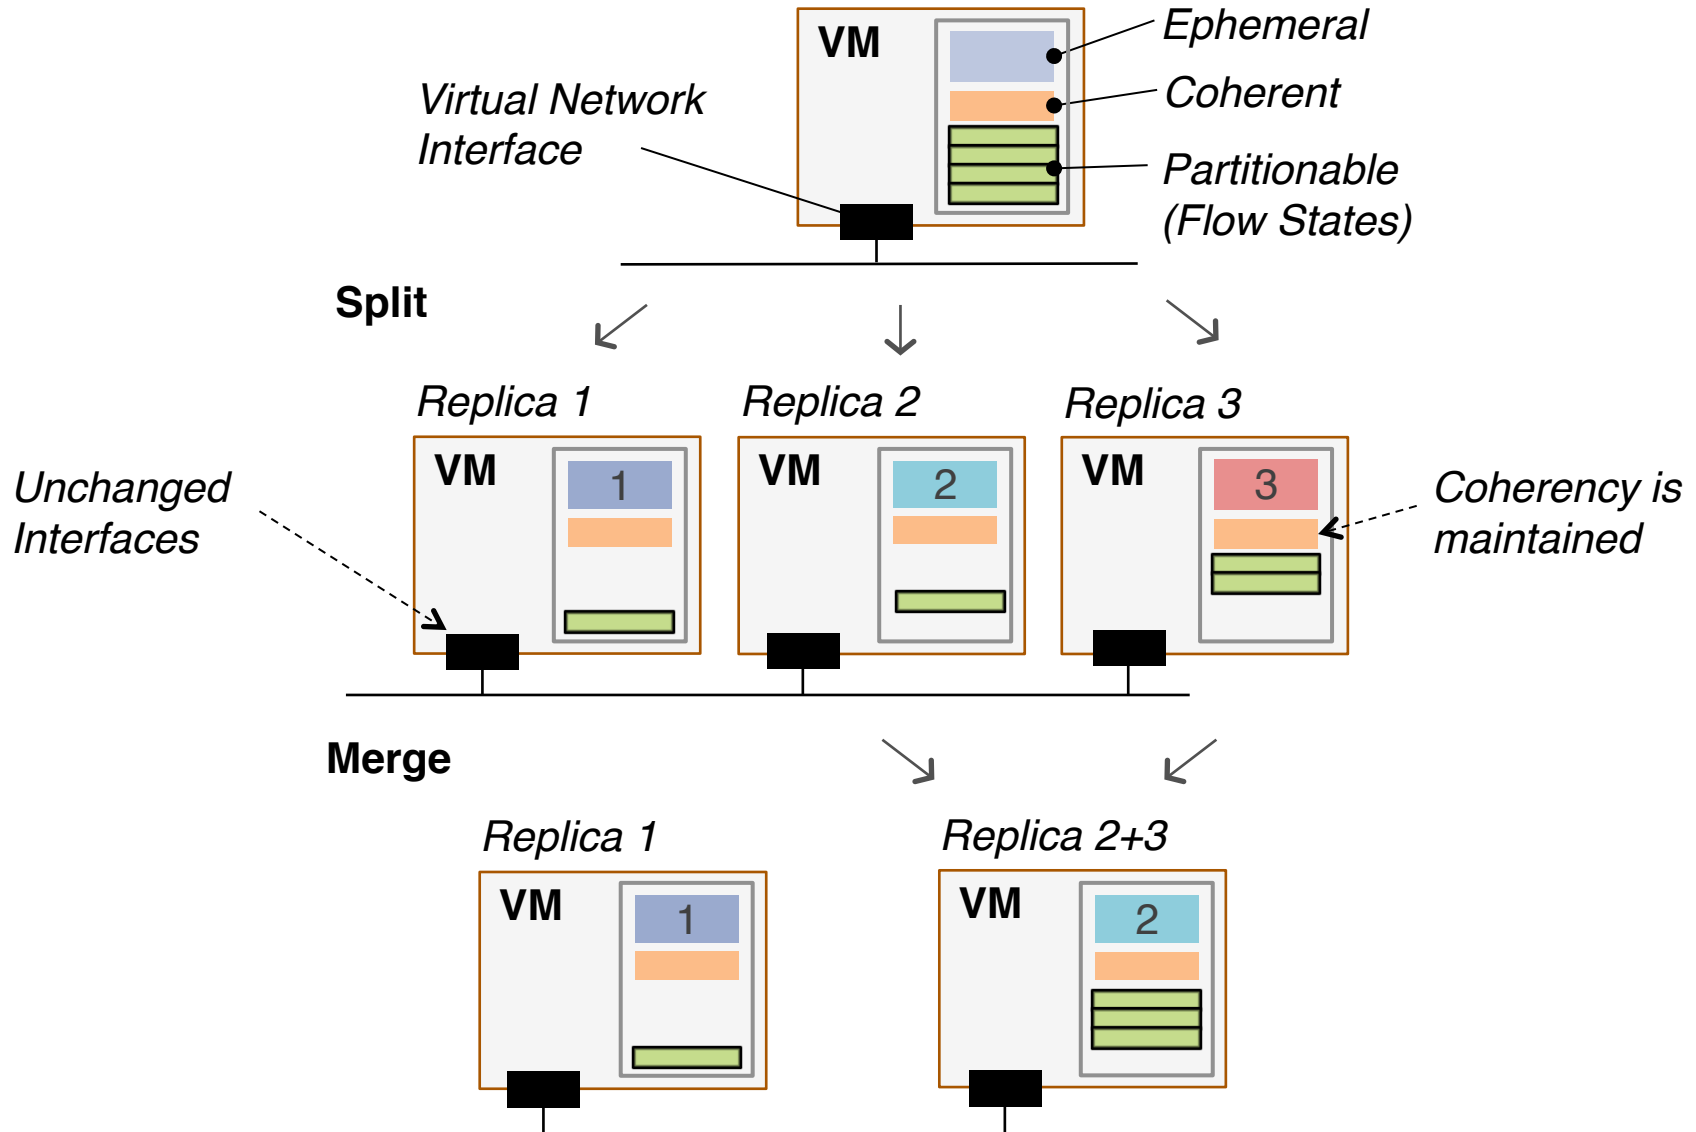 VM
Ephemeral
Coherent
Partitionable
(Flow States)
Virtual Network
Interface
Split
Replica 1
Replica 2
Replica 3
VM
1
VM
2
VM
3
Unchanged
Interfaces
Coherency is
maintained
Merge
Replica 1
Replica 2+3
VM
1
VM
2